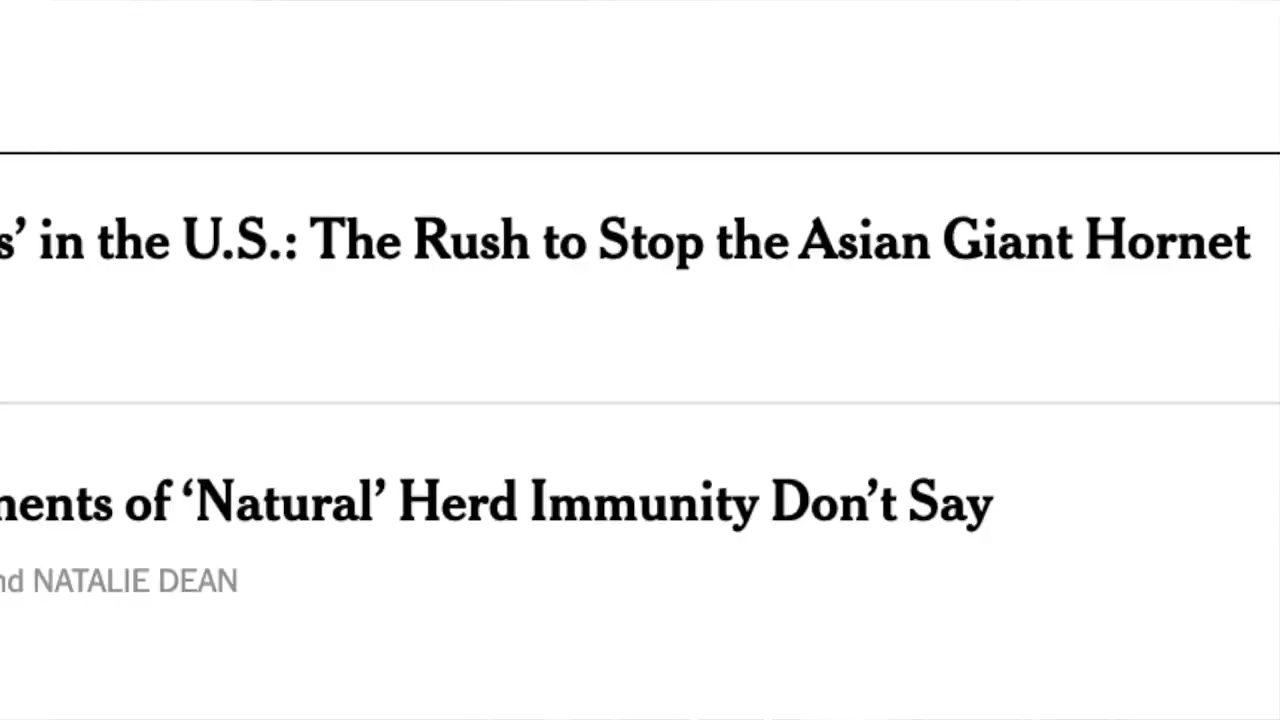 s’ in the U.S.: The Rush to Stop the Asian Giant Hornet
nents of ‘Natural’ Herd Immunity Don’t Say
nd NATALIE DEAN